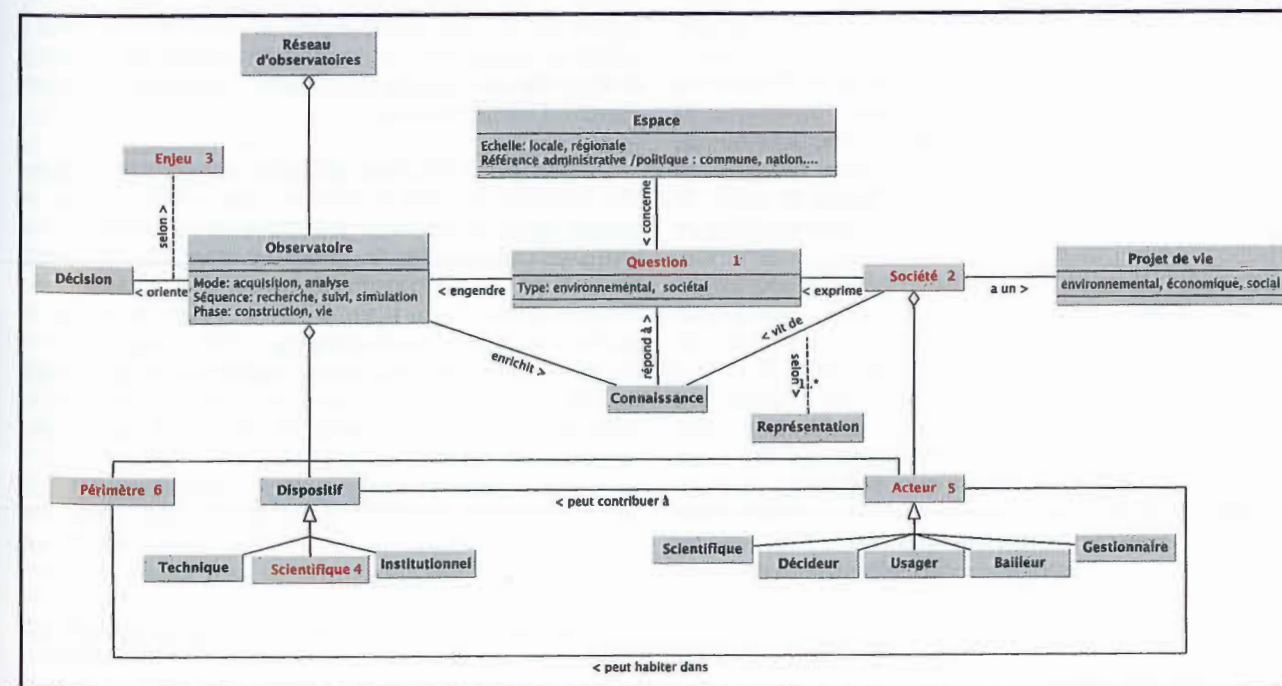 Réseau
d'observatoires
Espace
Echelle: locale, régionale
Référence administrative /politique : commune, nation....
Enjeu 3
selon >
< concerne
Observatoire
Mode: acquisition, analyse
Séquence: recherche, suivi, simulation
Phase: construction, vie
Décision
< oriente
< engendre
Question 1
Type: environnemental, sociétal
< exprime
Société 2
a un >
Projet de vie
environnemental, économique, social
enrichit >
répond à >
< vit de
selon >
1..*
Connaissance
Représentation
Périmètre 6
Dispositif
< peut contribuer à
Acteur 5
Technique
Scientifique 4
Institutionnel
Scientifique
Décideur
Usager
Bailleur
Gestionnaire
< peut habiter dans